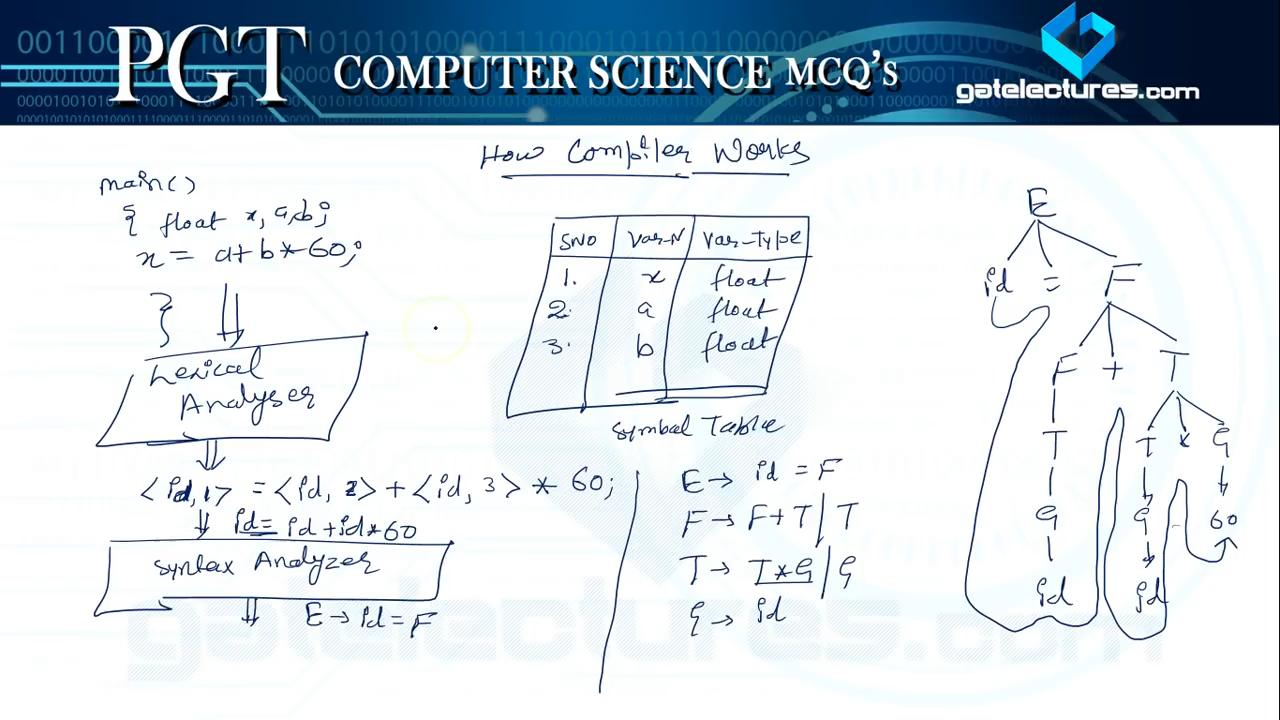 PGT COMPUTER SCIENCE MCQ's
gatelectures.com
How Compiler Works
main()
{ float x, a,b;
x = a+b*60;
}
Lexical
Analyser
<id,1> = <id, 2> + <id, 3> * 60;
id = id + id*60
Syntax Analyzer
E → id = F
SNO Var-N Var-Type
1. x float
2. a float
3. b float
Symbol Table
E → id = F
F → F + T | T
T → T * G | G
G → id
E
id = F
F + T
T T * G
G G 60
id id
gatelectures.com